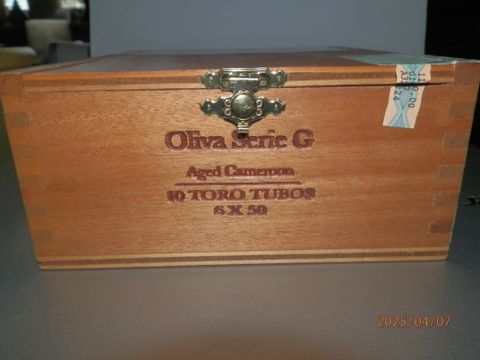 Oliva Serie G
Aged Cameroon
10 TORO TUBOS
6 X 50
2025/04/07